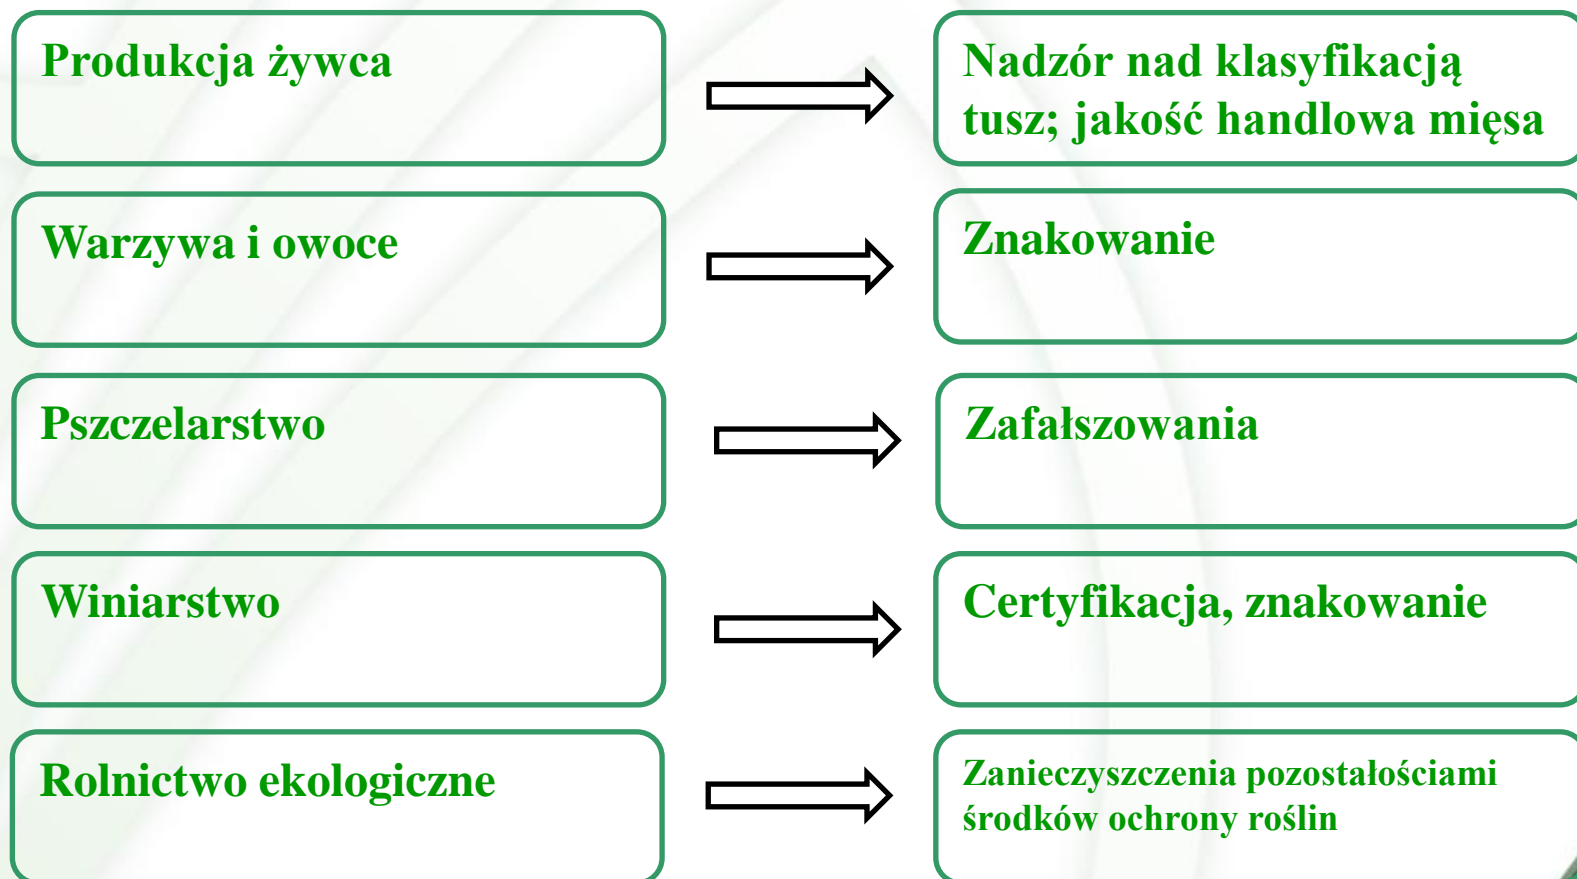 Produkcja żywca
Nadzór nad klasyfikacją
tusz; jakość handlowa mięsa
Warzywa i owoce
Znakowanie
Pszczelarstwo
Zafałszowania
Winiarstwo
Certyfikacja, znakowanie
Rolnictwo ekologiczne
Zanieczyszczenia pozostałościami
środków ochrony roślin